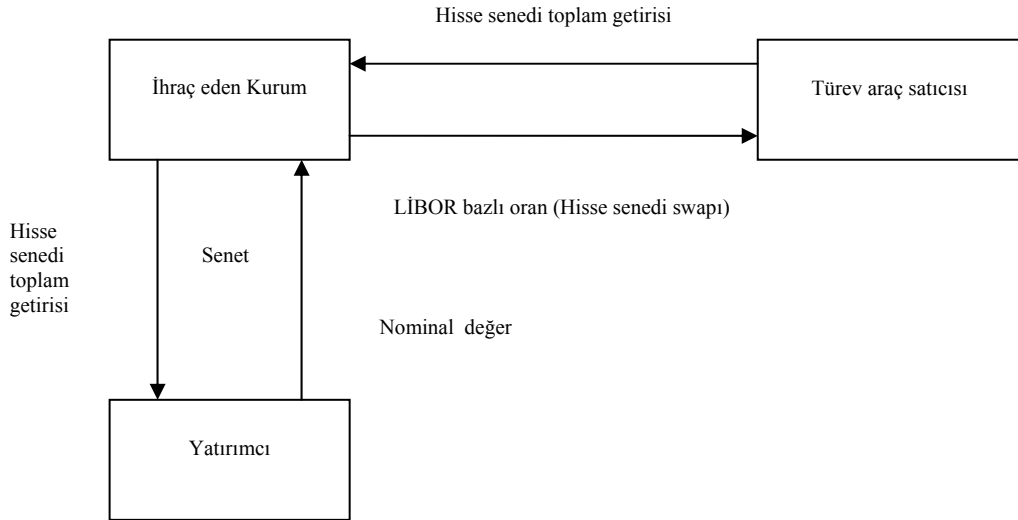 Hisse senedi toplam getirisi
İhraç eden Kurum
Türev araç satıcısı
LİBOR bazlı oran (Hisse senedi swapı)
Hisse
senedi
toplam
getirisi
Senet
Nominal değer
Yatırımcı